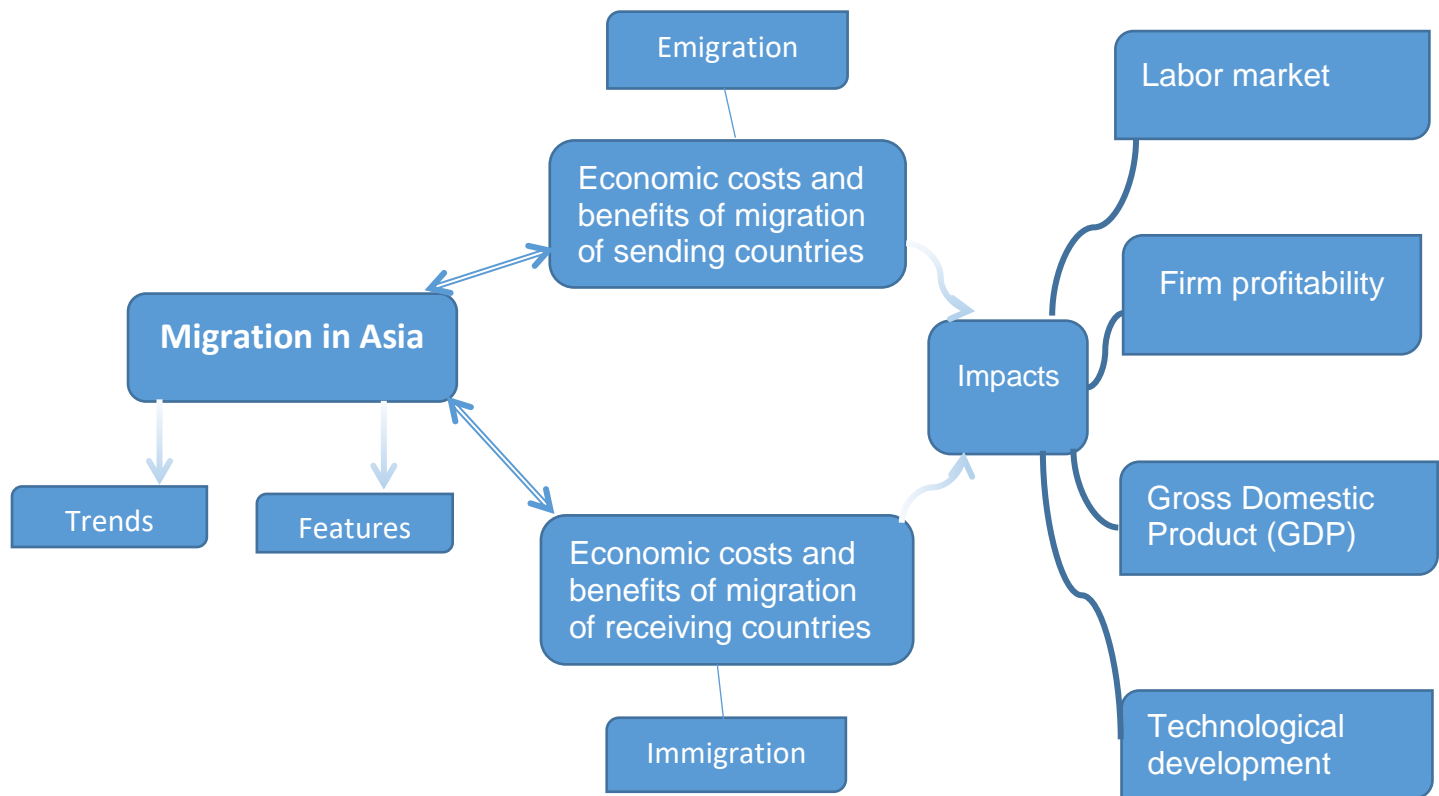 Emigration
Labor market
Economic costs and
benefits of migration
of sending countries
Firm profitability
Migration in Asia
Impacts
Trends
Features
Gross Domestic
Product (GDP)
Economic costs and
benefits of migration
of receiving countries
Immigration
Technological
development